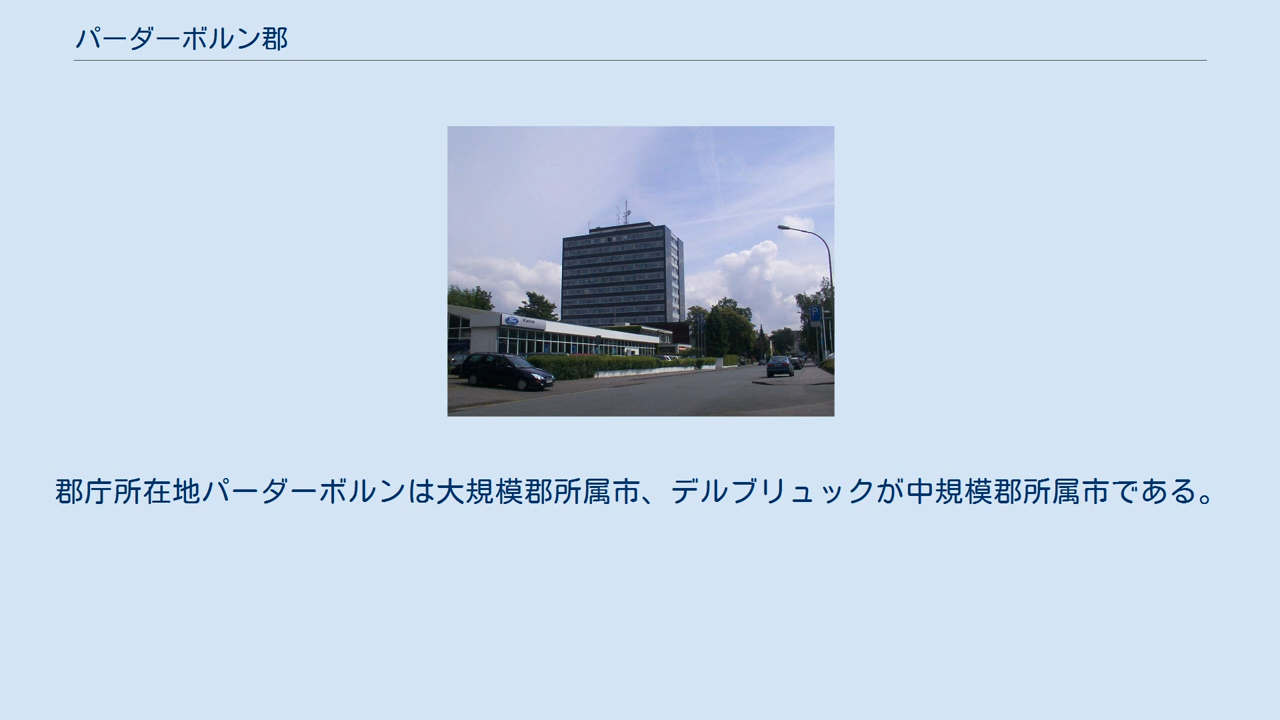 パーダーボルン郡
Ford
P
郡庁所在地パーダーボルンは大規模郡所属市、デルブリュックが中規模郡所属市である。